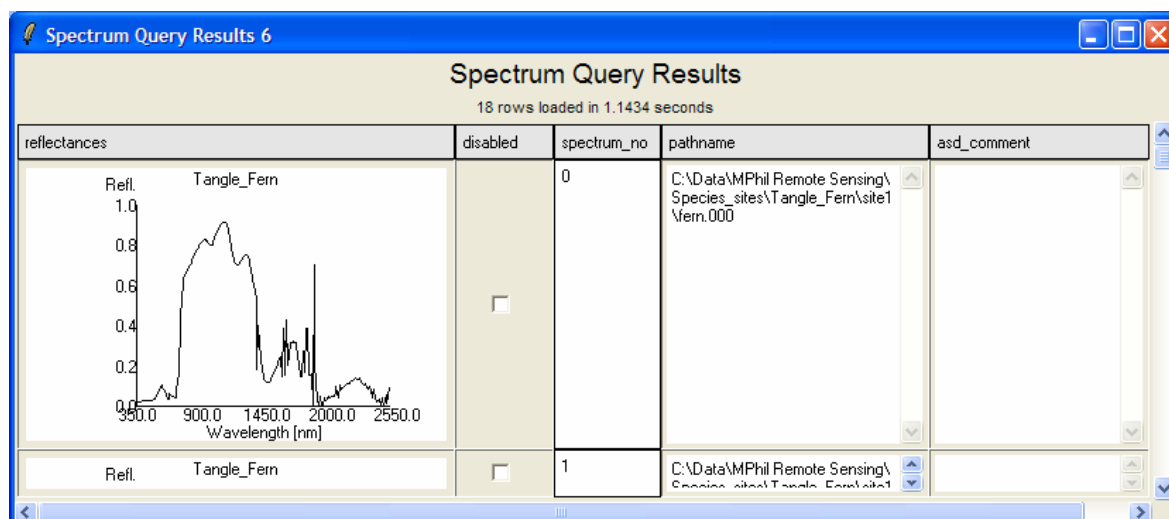 Spectrum Query Results 6
Spectrum Query Results
18 rows loaded in 1.1434 seconds
reflectances disabled spectrum_no pathname asd_comment
Refl. Tangle_Fern
1.0
0.8
0.6
0.4
0.2
0.0
350.0 900.0 1450.0 2000.0 2550.0
Wavelength [nm]
0
C:\Data\MPhil Remote Sensing\
Species_sites\Tangle_Fern\site1
\fern.000
Refl. Tangle_Fern
1
C:\Data\MPhil Remote Sensing\
Species_sites\Tangle_Fern\site1